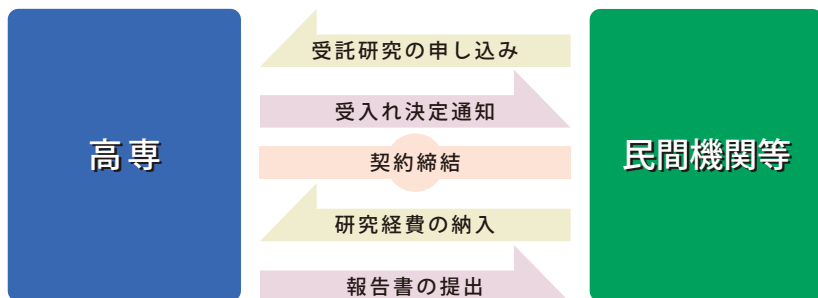 受託研究の申し込み
受入れ決定通知
高専
契約締結
民間機関等
研究経費の納入
報告書の提出